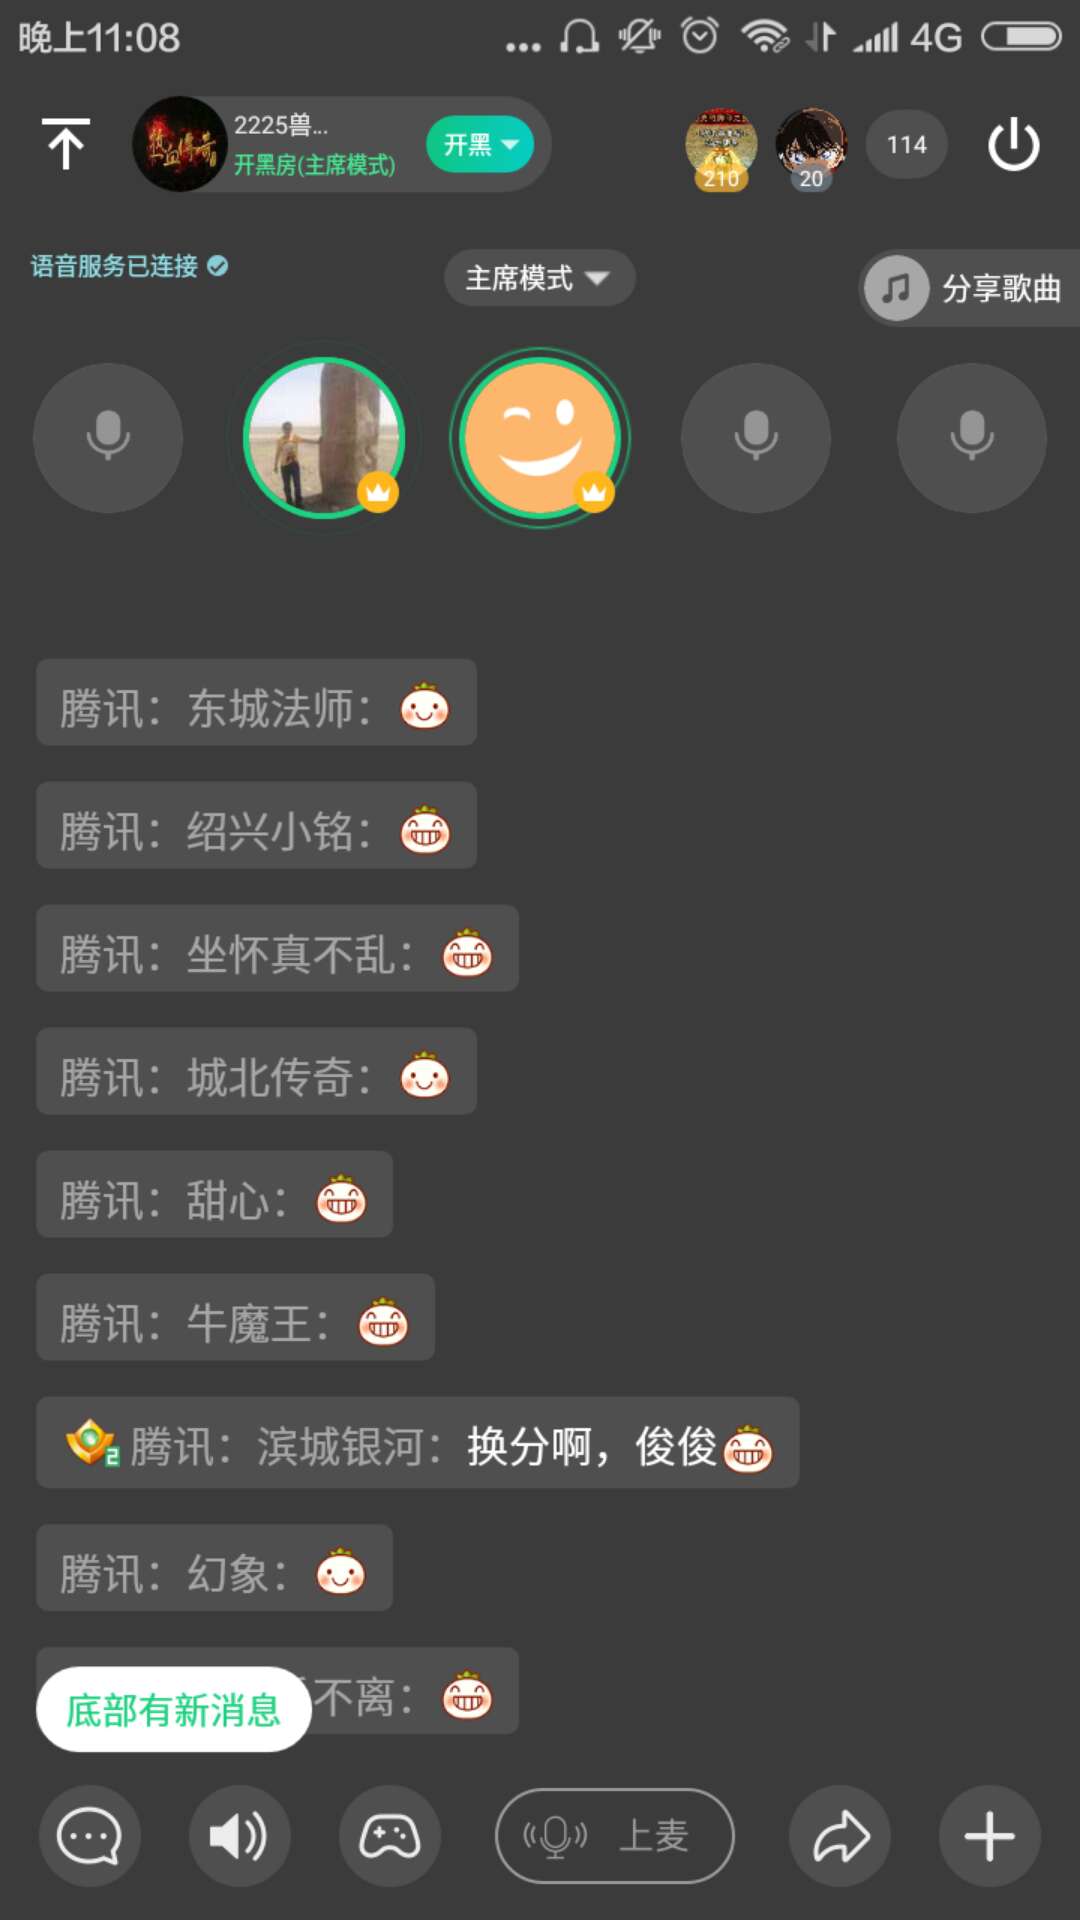 晚上11:08
4G
热血传奇
2225兽...
开黑房(主席模式)
开黑
210
20
114
语音服务已连接
主席模式
分享歌曲
腾讯：东城法师：
腾讯：绍兴小铭：
腾讯：坐怀真不乱：
腾讯：城北传奇：
腾讯：甜心：
腾讯：牛魔王：
2 腾讯：滨城银河：换分啊，俊俊
腾讯：幻象：
不离：
底部有新消息
上麦